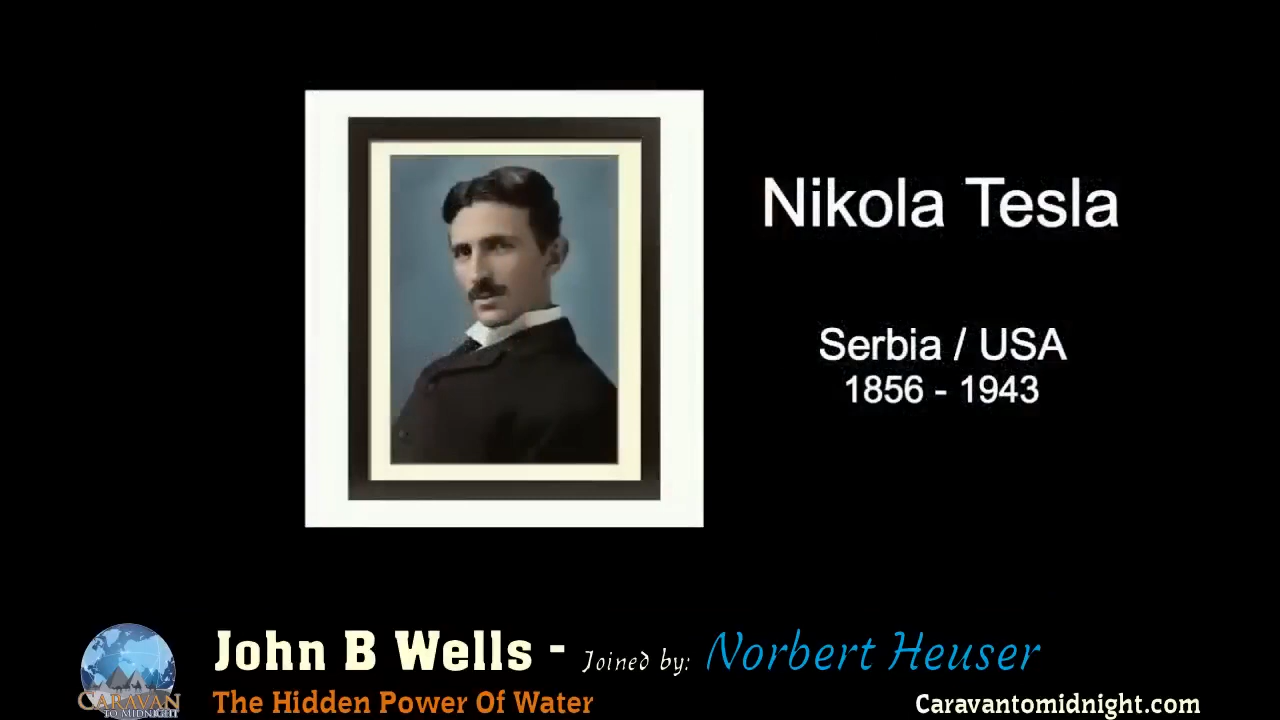 Nikola Tesla
Serbia / USA
1856 - 1943
John B Wells - Joined by: Norbert Heuser
CARAVAN
TO MIDNIGHT
The Hidden Power Of Water
Caravantomidnight.com